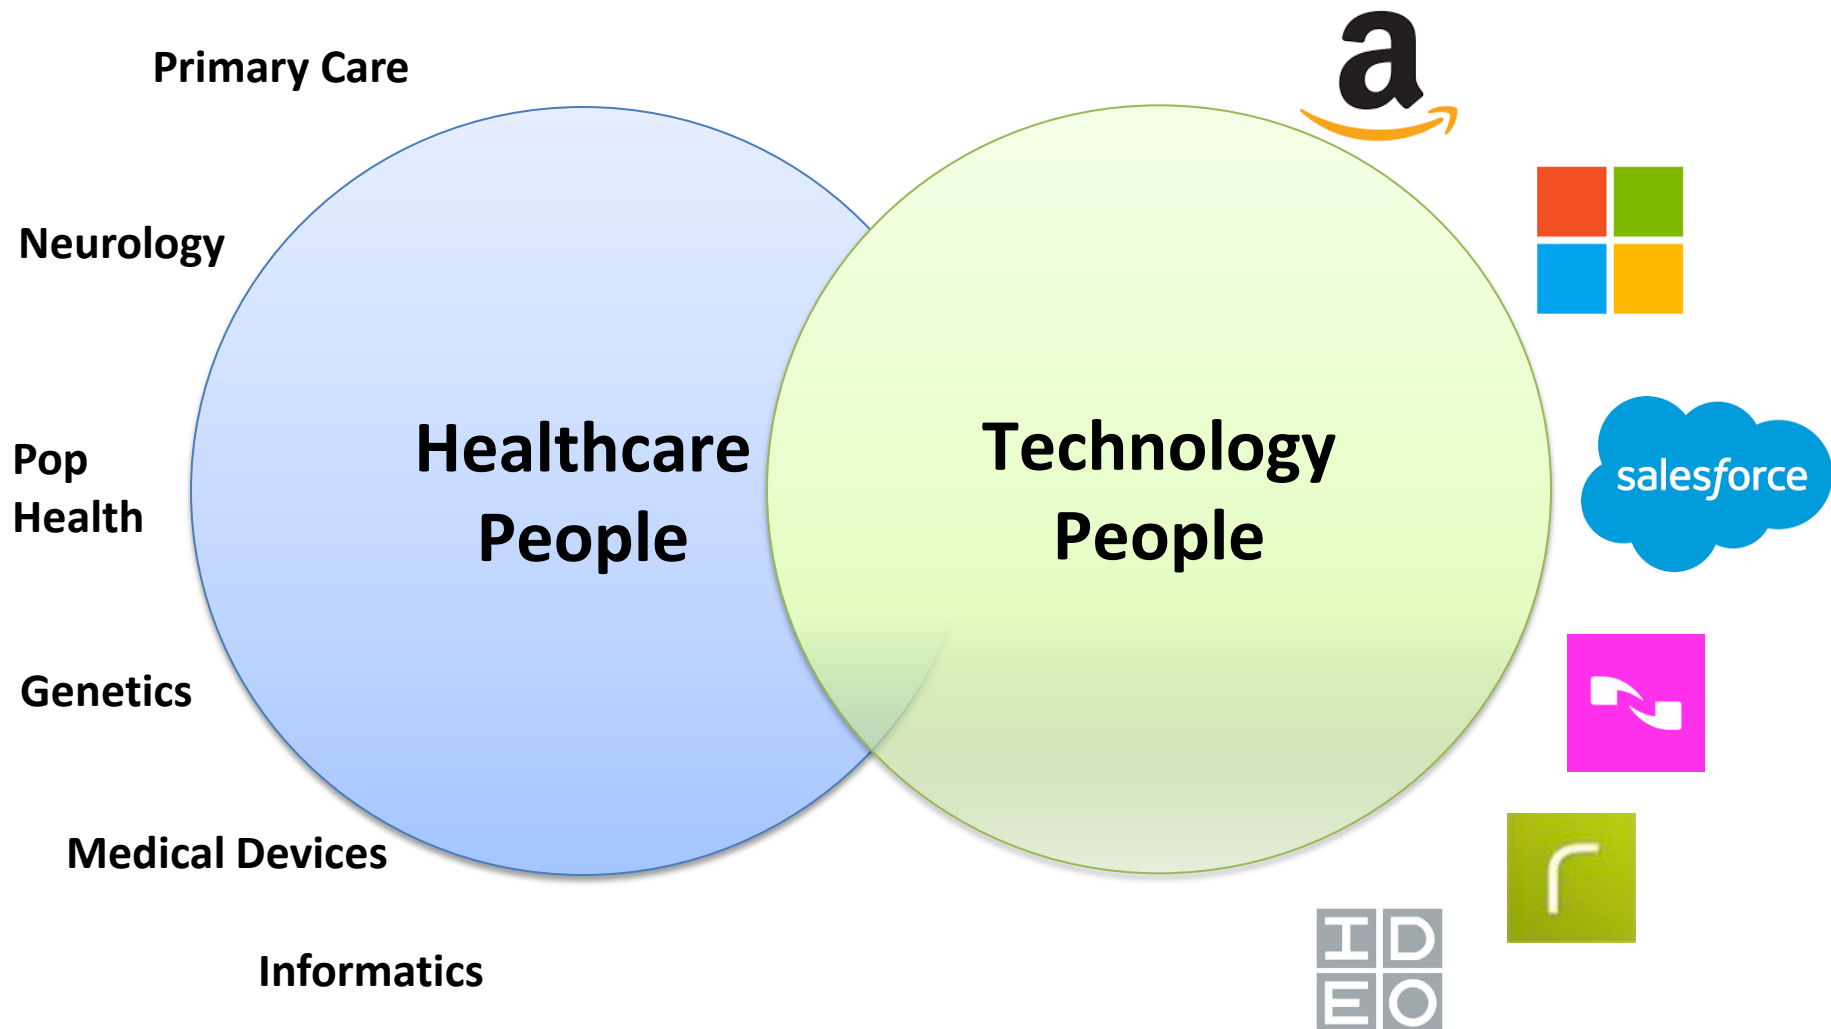 Primary Care
a
Neurology
Healthcare
People
Technology
People
Pop
Health
salesforce
Genetics
Medical Devices
r
Informatics
ID
EO